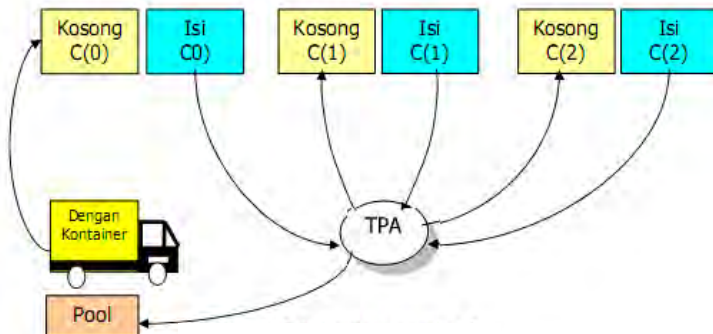 Kosong
C(0)
Isi
C0)
Kosong
C(1)
Isi
C(1)
Kosong
C(2)
Isi
C(2)
Dengan
Kontainer
TPA
Pool